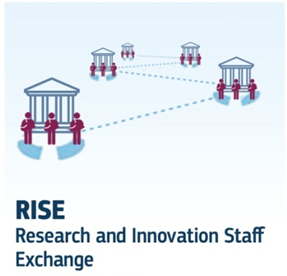 RISE
Research and Innovation Staff
Exchange